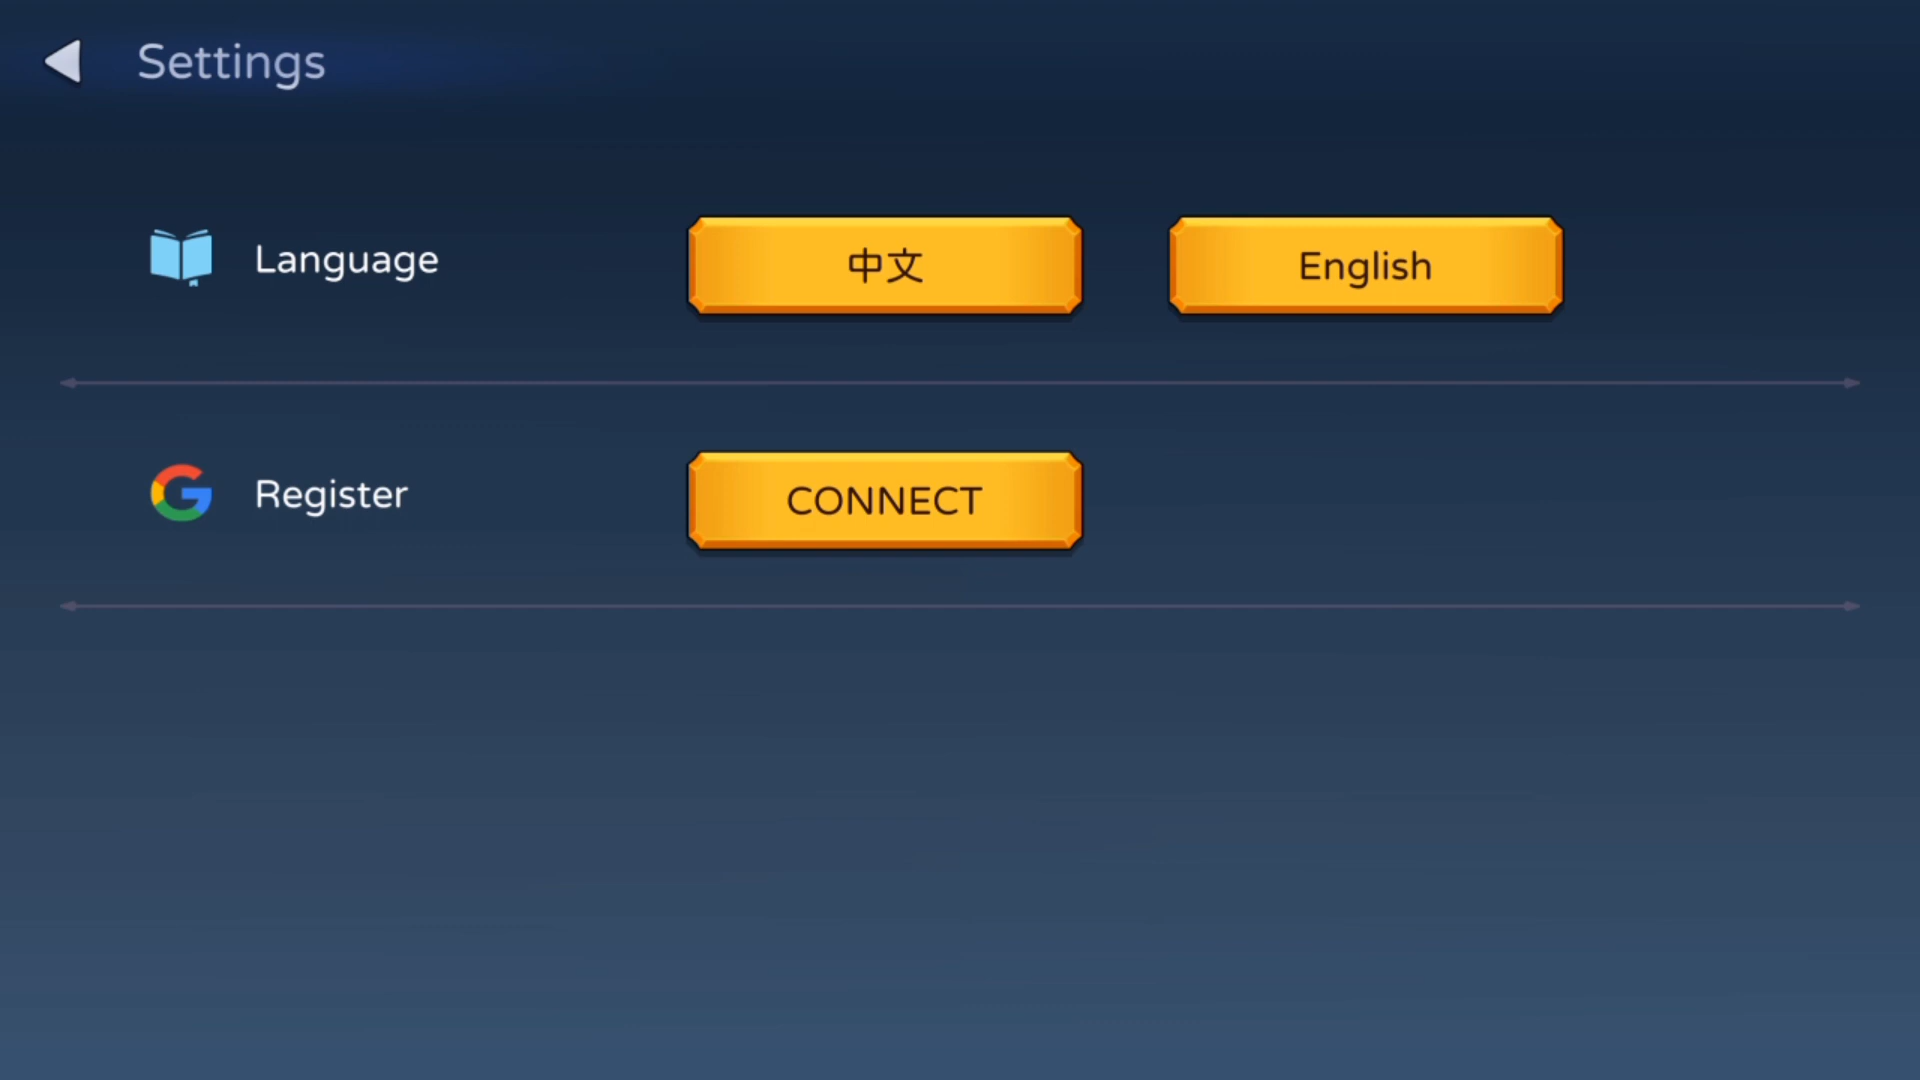 Settings
Language
中文
English
Register
CONNECT